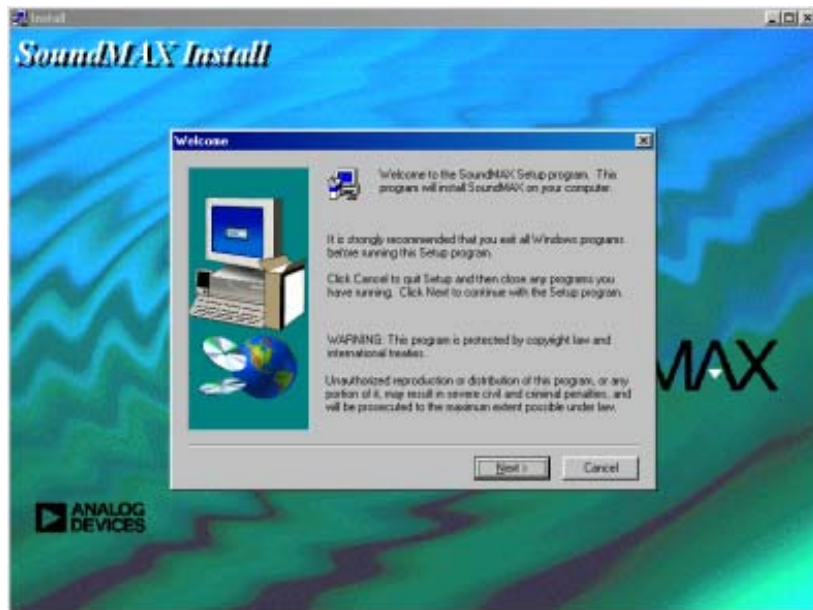 Install
SoundMAX Install
Welcome
Welcome to the SoundMAX Setup program. This
program will install SoundMAX on your computer.
It is strongly recommended that you exit all Windows programs
before running this Setup program.
Click Cancel to quit Setup and then close any programs you
have running. Click Next to continue with the Setup program.
WARNING: This program is protected by copyright law and
international treaties.
Unauthorized reproduction or distribution of this program, or any
portion of it, may result in severe civil and criminal penalties, and
will be prosecuted to the maximum extent possible under law.
MAX
Next >
Cancel
ANALOG
DEVICES